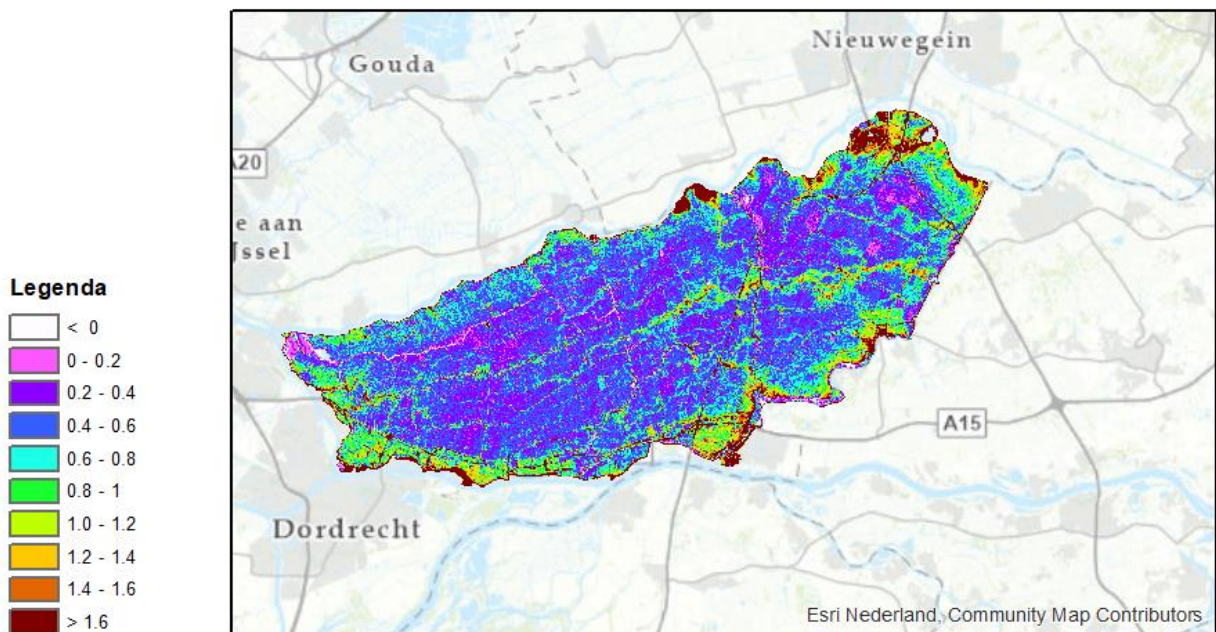 Nieuwegein
Gouda
A20
e aan
IJssel
Legenda
< 0
0 - 0.2
0.2 - 0.4
0.4 - 0.6
0.6 - 0.8
0.8 - 1
1.0 - 1.2
1.2 - 1.4
1.4 - 1.6
> 1.6
A15
Dordrecht
Esri Nederland, Community Map Contributors